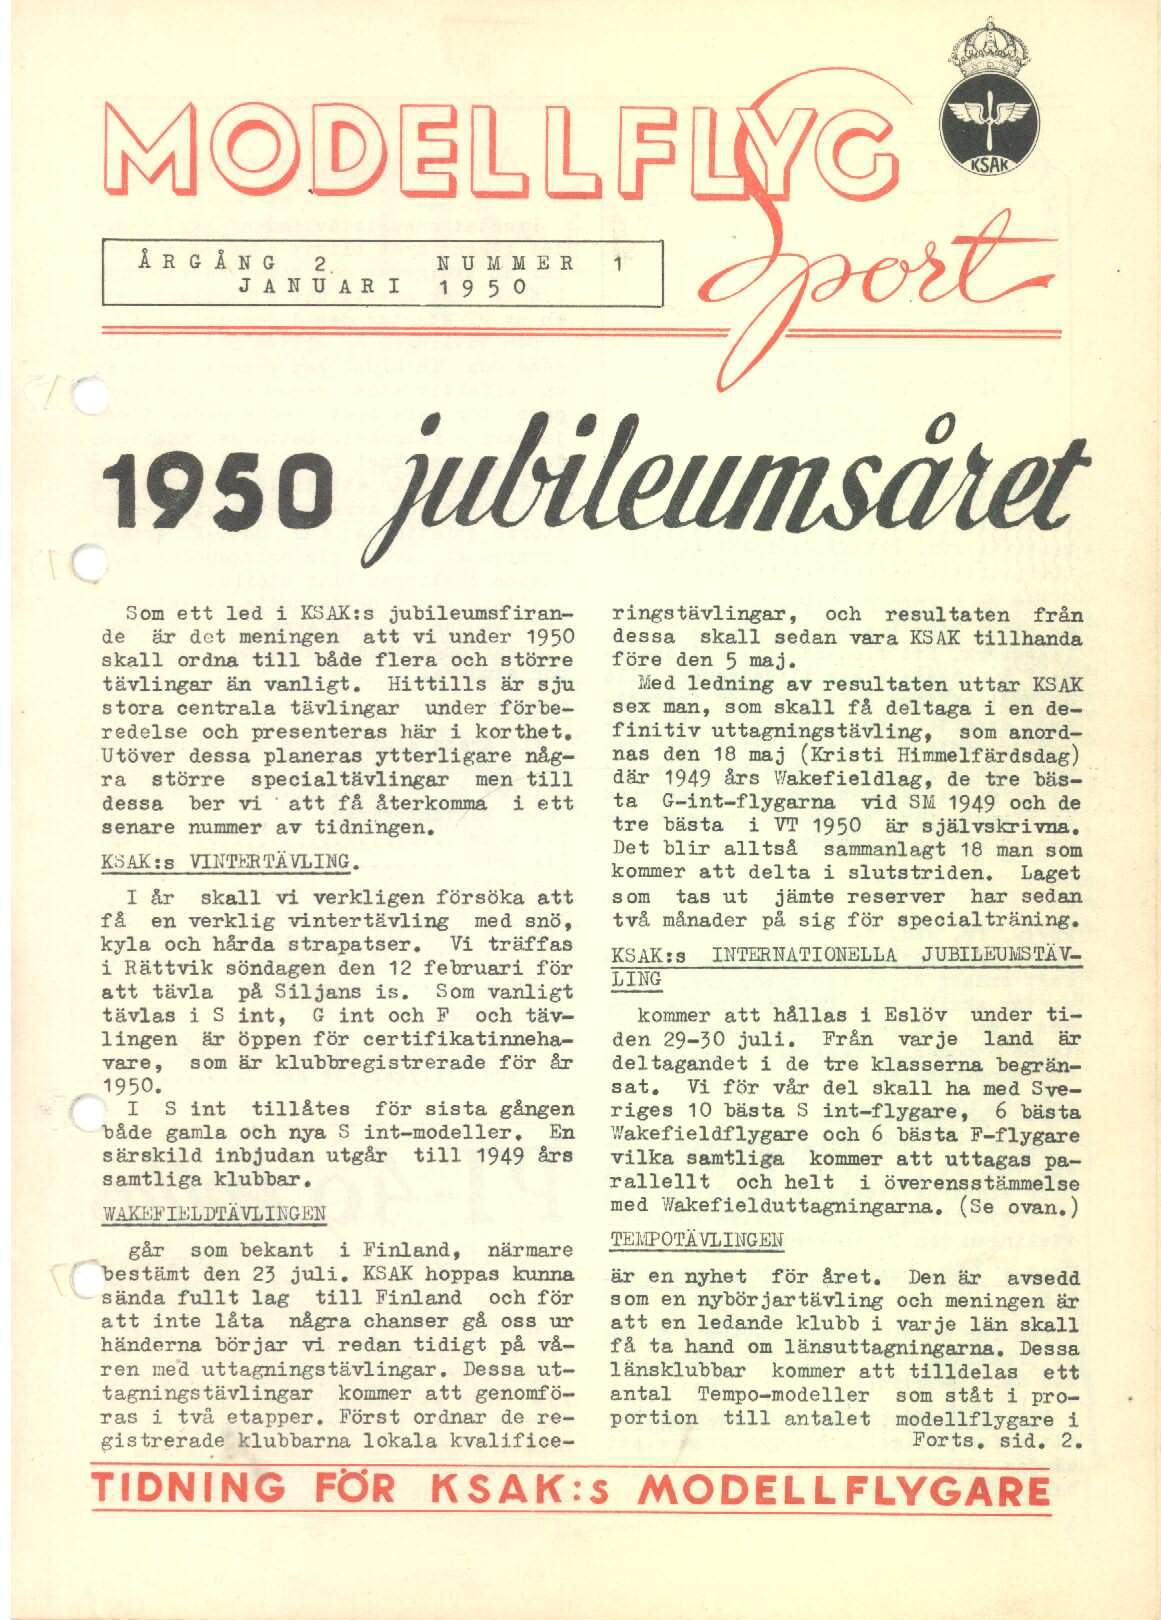 MODELLFLYG
KSAK
Sport
ÅRGÅNG 2 NUMMER 1
JANUARI 1950
1950 jubileumsåret
Som ett led i KSAK:s jubileumsfiran-
de är det meningen att vi under 1950
skall ordna till både flera och större
tävlingar än vanligt. Hittills är sju
stora centrala tävlingar under förbe-
redelse och presenteras här i korthet.
Utöver dessa planeras ytterligare någ-
ra större specialtävlingar men till
dessa ber vi att få återkomma i ett
senare nummer av tidningen.
KSAK:s VINTERTÄVLING.
I år skall vi verkligen försöka att
få en verklig vintertävling med snö,
kyla och hårda strapatser. Vi träffas
i Rättvik söndagen den 12 februari för
att tävla på Siljans is. Som vanligt
tävlas i S int, G int och F och täv-
lingen är öppen för certifikatinneha-
vare, som är klubbregistrerade för år
1950.
I S int tillåtes för sista gången
både gamla och nya S int-modeller. En
särskild inbjudan utgår till 1949 års
samtliga klubbar.
WAKEFIELDTÄVLINGEN
går som bekant i Finland, närmare
bestämt den 23 juli. KSAK hoppas kunna
sända fullt lag till Finland och för
att inte låta några chanser gå oss ur
händerna börjar vi redan tidigt på vå-
ren med uttagningstävlingar. Dessa ut-
tagningstävlingar kommer att genomfö-
ras i två etapper. Först ordnar de re-
gistrerade klubbarna lokala kvalifice-
ringstävlingar, och resultaten från
dessa skall sedan vara KSAK tillhanda
före den 5 maj.
Med ledning av resultaten uttar KSAK
sex man, som skall få deltaga i en de-
finitiv uttagningstävling, som anord-
nas den 18 maj (Kristi Himmelfärdsdag)
där 1949 års Wakefieldlag, de tre bäs-
ta G-int-flygarna vid SM 1949 och de
tre bästa i VT 1950 är självskrivna.
Det blir alltså sammanlagt 18 man som
kommer att delta i slutstriden. Laget
som tas ut jämte reserver har sedan
två månader på sig för specialträning.
KSAK:s INTERNATIONELLA JUBILEUMSTÄV-
LING
kommer att hållas i Eslöv under ti-
den 29-30 juli. Från varje land är
deltagandet i de tre klasserna begrän-
sat. Vi för vår del skall ha med Sve-
riges 10 bästa S int-flygare, 6 bästa
Wakefieldflygare och 6 bästa F-flygare
vilka samtliga kommer att uttagas pa-
rallellt och helt i överensstämmelse
med Wakefielduttagningarna. (Se ovan.)
TEMPOTÄVLINGEN
är en nyhet för året. Den är avsedd
som en nybörjartävling och meningen är
att en ledande klubb i varje län skall
få ta hand om länsuttagningarna. Dessa
länsklubbar kommer att tilldelas ett
antal Tempo-modeller som ståt i pro-
portion till antalet modellflygare i
Forts. sid. 2.
TIDNING FÖR KSAK:s MODELLFLYGARE